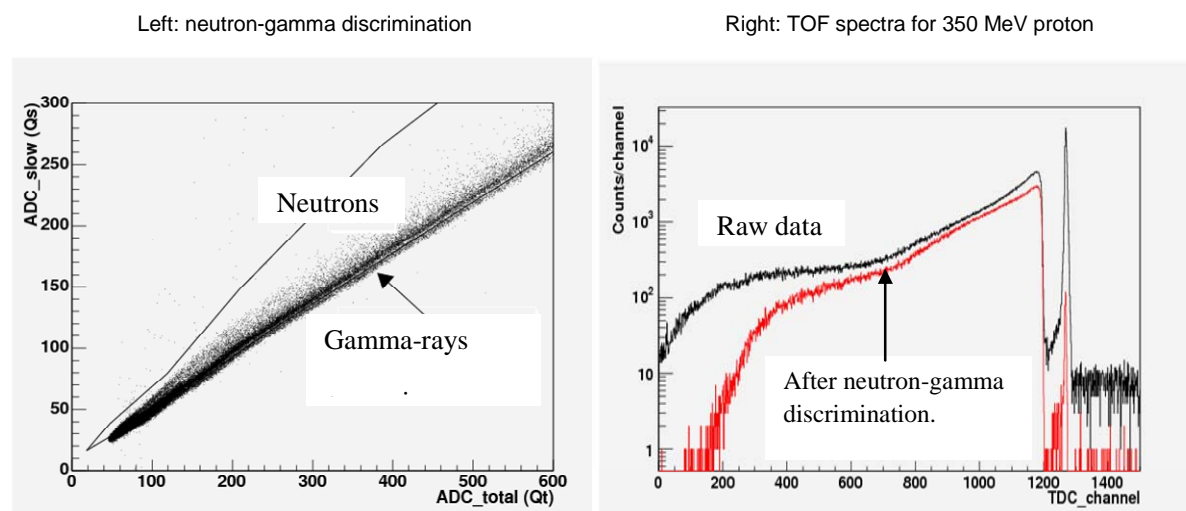 Left: neutron-gamma discrimination
Right: TOF spectra for 350 MeV proton
ADC_slow (Qs)
300
250
200
150
100
50
0
Neutrons
Gamma-rays
.
100 200 300 400 500 600
ADC_total (Qt)
Counts/channel
10^4
10^3
10^2
10
1
Raw data
After neutron-gamma
discrimination.
0 200 400 600 800 1000 1200 1400
TDC_channel